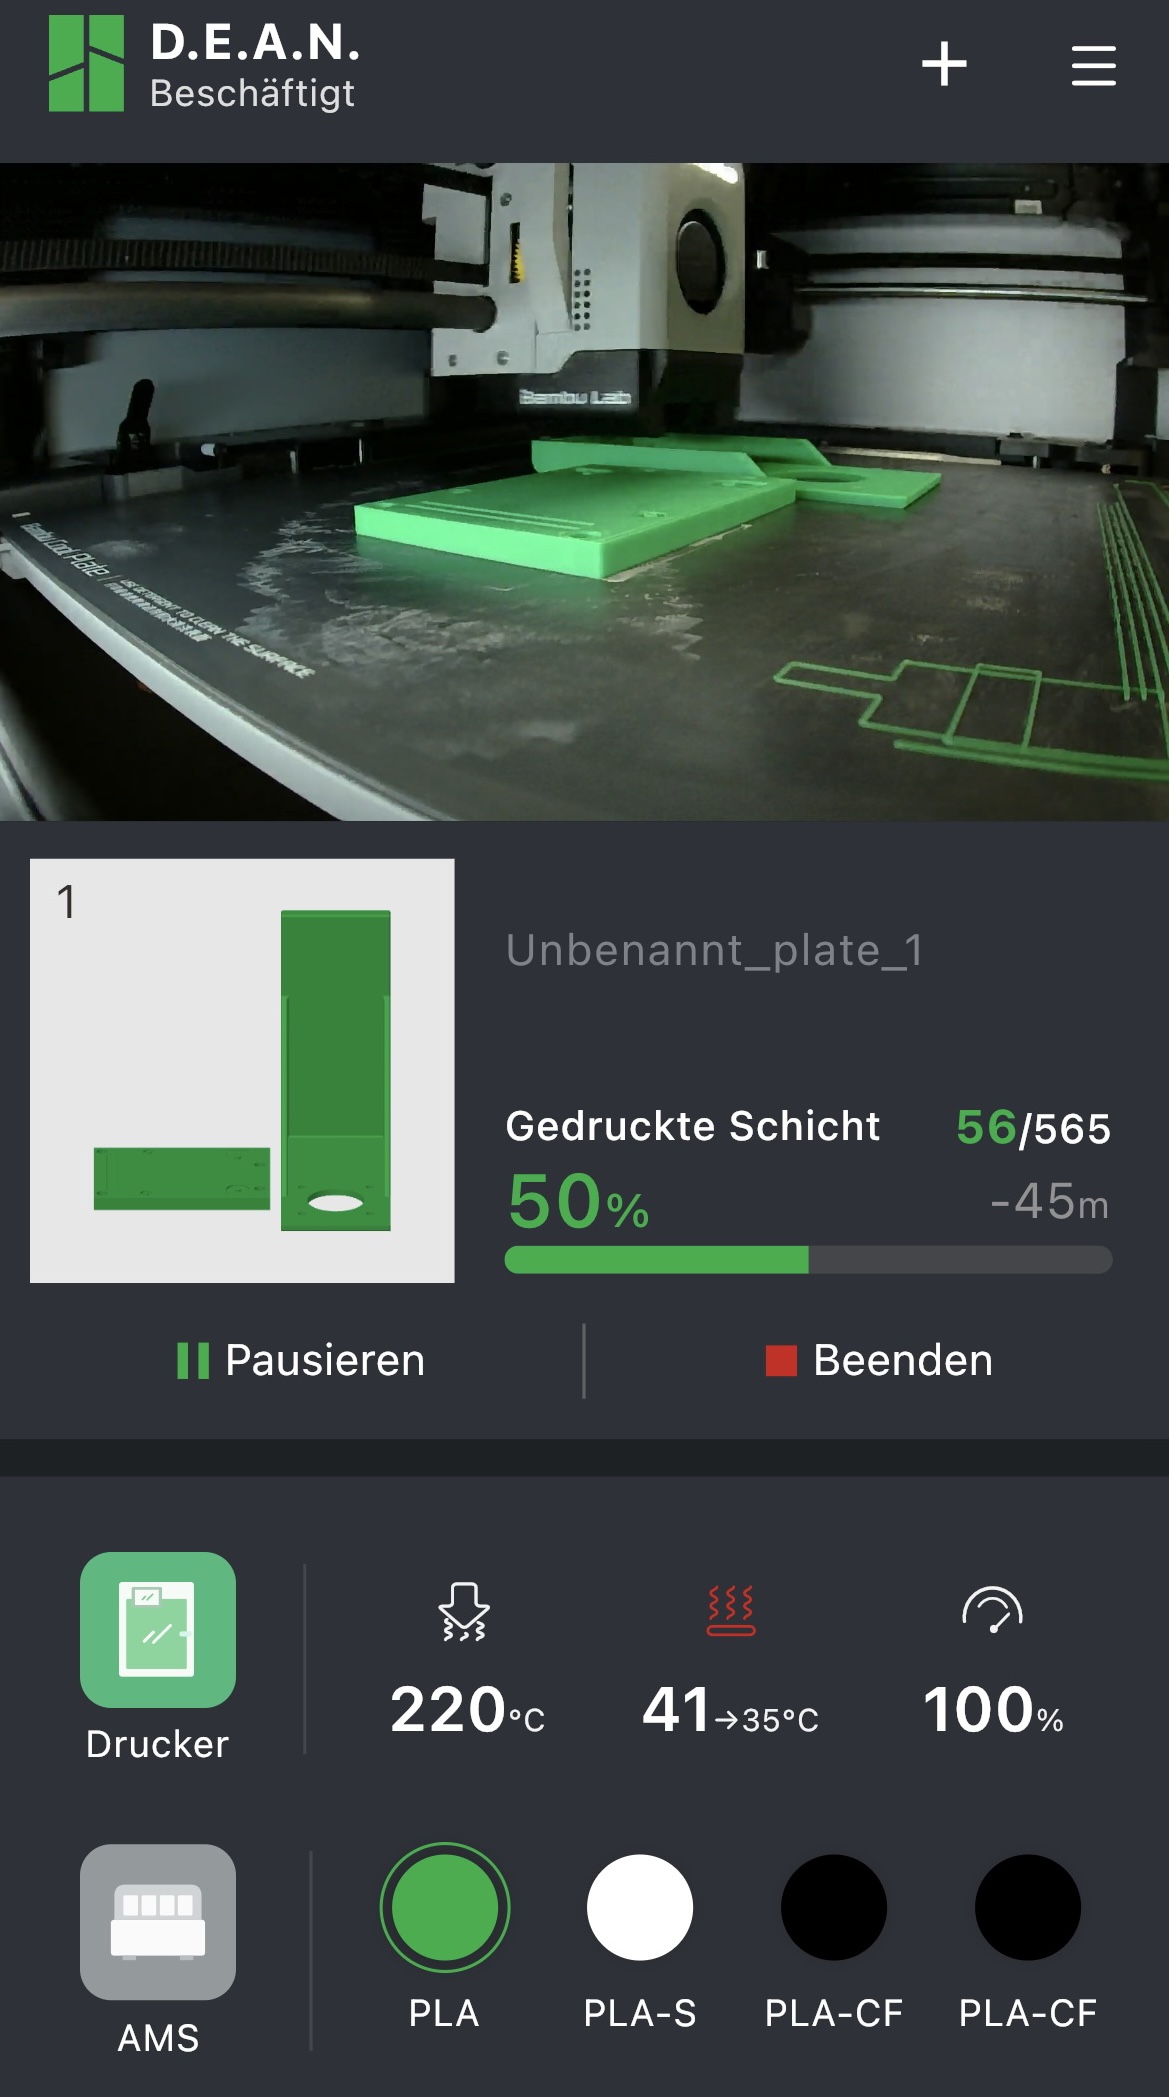 D.E.A.N.
Beschäftigt
Bambu Lab
Bambu Cool Plate
USE DETERGENT TO CLEAN THE SURFACE
1
Unbenannt_plate_1
Gedruckte Schicht 56/565
50% -45m
Pausieren Beenden
220°C 41→35°C 100%
Drucker
PLA PLA-S PLA-CF PLA-CF
AMS